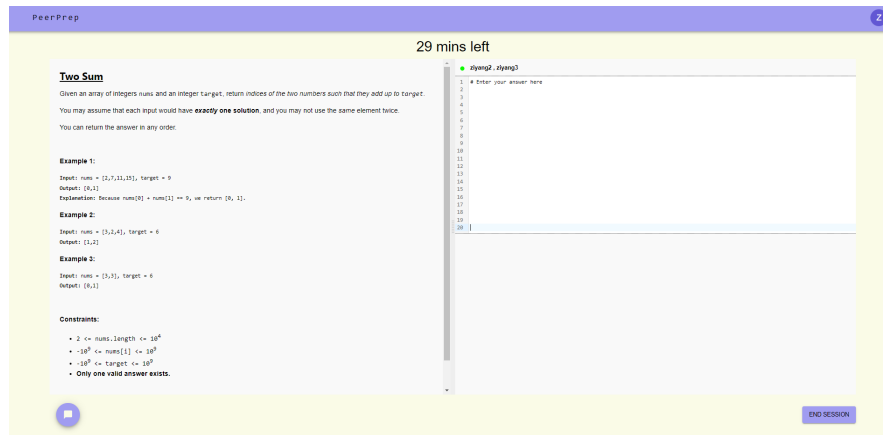 PeerPrep
Z
29 mins left
Two Sum
Given an array of integers nums and an integer target, return indices of the two numbers such that they add up to target.
You may assume that each input would have exactly one solution, and you may not use the same element twice.
You can return the answer in any order.
Example 1:
Input: nums = [2,7,11,15], target = 9
Output: [0,1]
Explanation: Because nums[0] + nums[1] == 9, we return [0, 1].
Example 2:
Input: nums = [3,2,4], target = 6
Output: [1,2]
Example 3:
Input: nums = [3,3], target = 6
Output: [0,1]
Constraints:
• 2 <= nums.length <= 10⁴
• -10⁹ <= nums[i] <= 10⁹
• -10⁹ <= target <= 10⁹
• Only one valid answer exists.
ziyang2 , ziyang3
1 # Enter your answer here
2
3
4
5
6
7
8
9
10
11
12
13
14
15
16
17
18
19
20
END SESSION